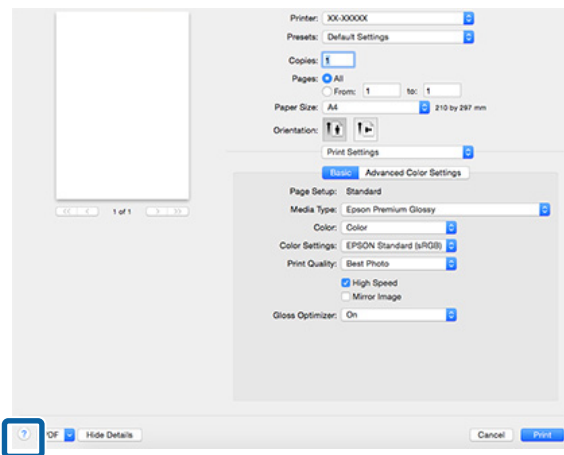 Printer: XX-XXXXX
Presets: Default Settings
Copies: 1
Pages: All
From: 1 to: 1
Paper Size: A4 210 by 297 mm
Orientation:
Print Settings
Basic Advanced Color Settings
Page Setup: Standard
Media Type: Epson Premium Glossy
Color: Color
Color Settings: EPSON Standard (sRGB)
Print Quality: Best Photo
High Speed
Mirror Image
Gloss Optimizer: On
1 of 1
? DF Hide Details Cancel Print